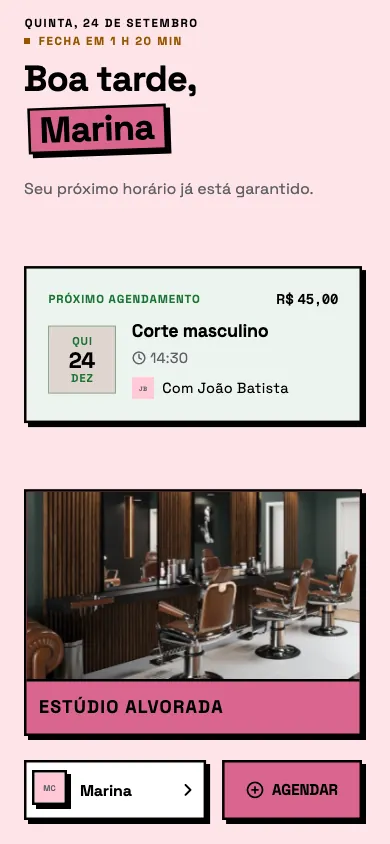 QUINTA, 24 DE SETEMBRO
FECHA EM 1 H 20 MIN
Boa tarde,
Marina
Seu próximo horário já está garantido.
PRÓXIMO AGENDAMENTO
R$ 45,00
QUI
24
DEZ
Corte masculino
14:30
JB
Com João Batista
ESTÚDIO ALVORADA
MC
Marina
AGENDAR